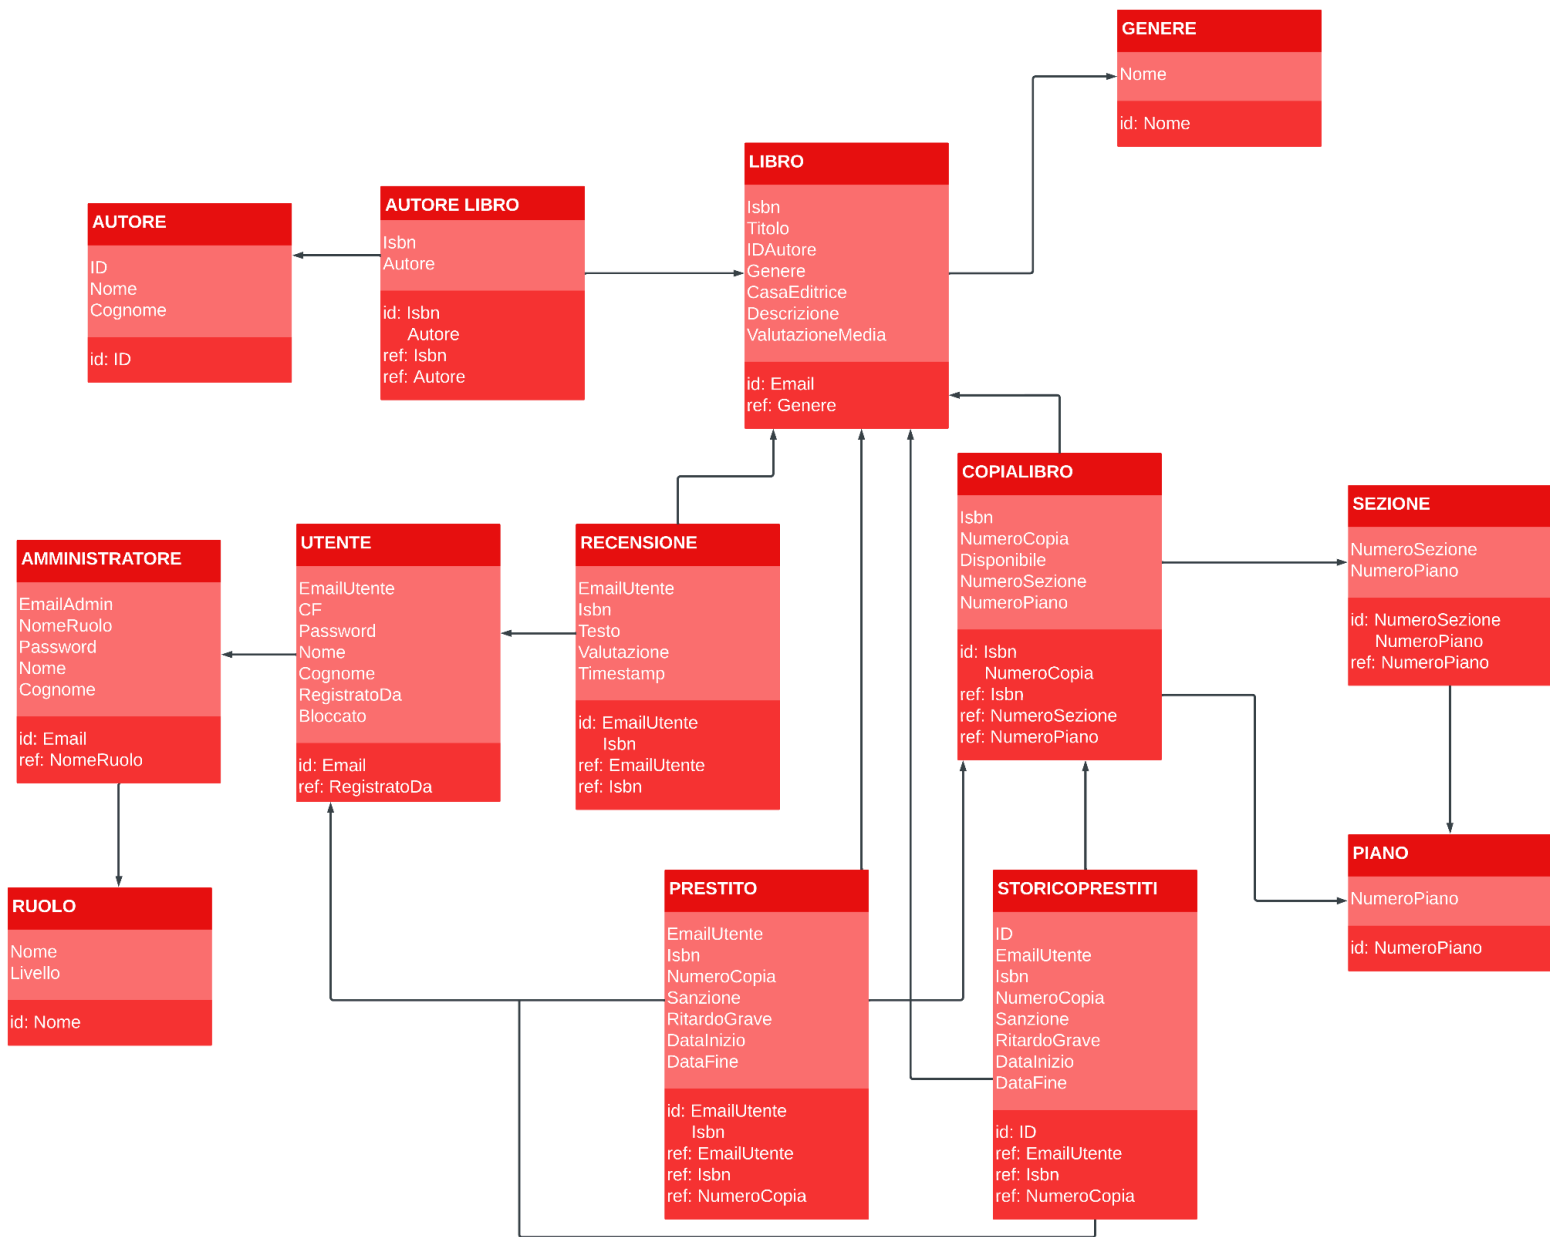 GENERE
Nome
id: Nome
LIBRO
Isbn
Titolo
IDAutore
Genere
CasaEditrice
Descrizione
ValutazioneMedia
id: Email
ref: Genere
AUTORE LIBRO
Isbn
Autore
id: Isbn
Autore
ref: Isbn
ref: Autore
AUTORE
ID
Nome
Cognome
id: ID
COPIALIBRO
Isbn
NumeroCopia
Disponibile
NumeroSezione
NumeroPiano
id: Isbn
NumeroCopia
ref: Isbn
ref: NumeroSezione
ref: NumeroPiano
SEZIONE
NumeroSezione
NumeroPiano
id: NumeroSezione
NumeroPiano
ref: NumeroPiano
AMMINISTRATORE
EmailAdmin
NomeRuolo
Password
Nome
Cognome
id: Email
ref: NomeRuolo
UTENTE
EmailUtente
CF
Password
Nome
Cognome
RegistratoDa
Bloccato
id: Email
ref: RegistratoDa
RECENSIONE
EmailUtente
Isbn
Testo
Valutazione
Timestamp
id: EmailUtente
Isbn
ref: EmailUtente
ref: Isbn
RUOLO
Nome
Livello
id: Nome
PRESTITO
EmailUtente
Isbn
NumeroCopia
Sanzione
RitardoGrave
DataInizio
DataFine
id: EmailUtente
Isbn
ref: EmailUtente
ref: Isbn
ref: NumeroCopia
STORICOPRESTITI
ID
EmailUtente
Isbn
NumeroCopia
Sanzione
RitardoGrave
DataInizio
DataFine
id: ID
ref: EmailUtente
ref: Isbn
ref: NumeroCopia
PIANO
NumeroPiano
id: NumeroPiano